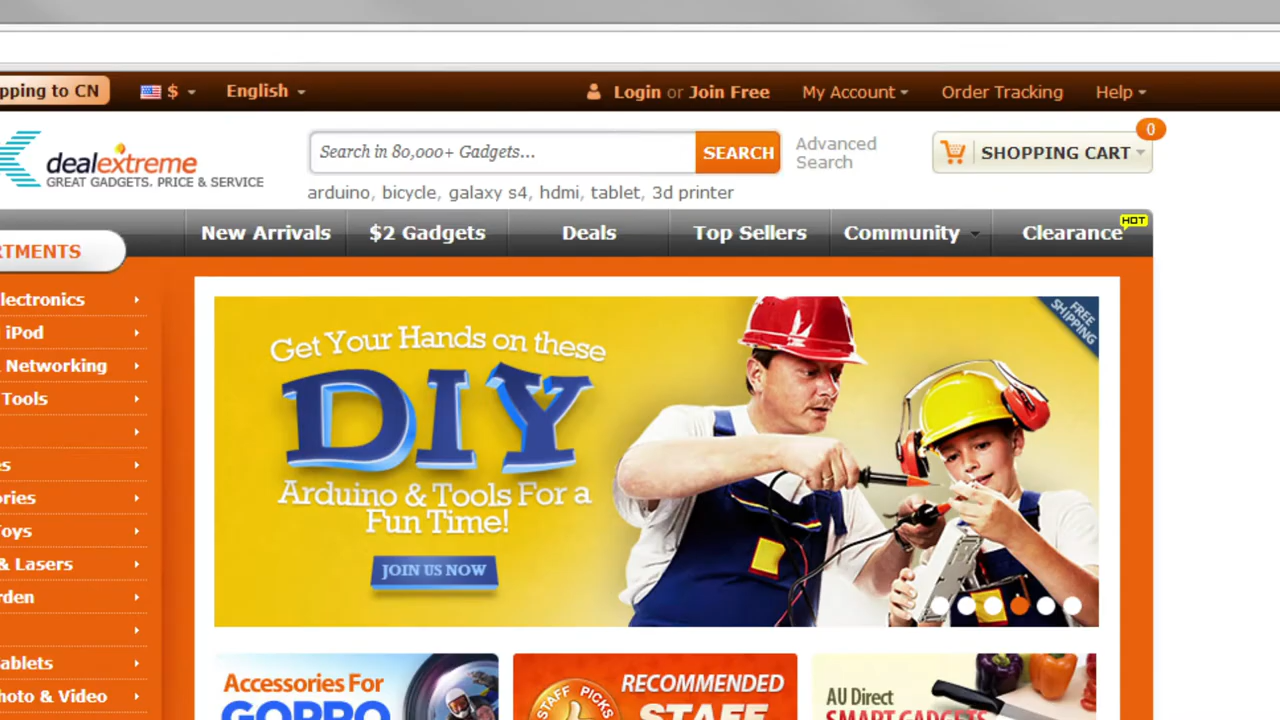 pping to CN
$
English
Login or Join Free
My Account
Order Tracking
Help
0
dealextreme
GREAT GADGETS. PRICE & SERVICE
Search in 80,000+ Gadgets...
SEARCH
Advanced
Search
SHOPPING CART
arduino, bicycle, galaxy s4, hdmi, tablet, 3d printer
HOT
New Arrivals
$2 Gadgets
Deals
Top Sellers
Community
Clearance
RTMENTS
lectronics
iPod
Networking
Tools
es
ories
oys
& Lasers
rden
ablets
hoto & Video
FREE
SHIPPING
Get Your Hands on these
DIY
Arduino & Tools For a
Fun Time!
JOIN US NOW
Accessories For
GOPRO
STAFF PICKS
RECOMMENDED
STAFF
AU Direct
SMART GADGETS